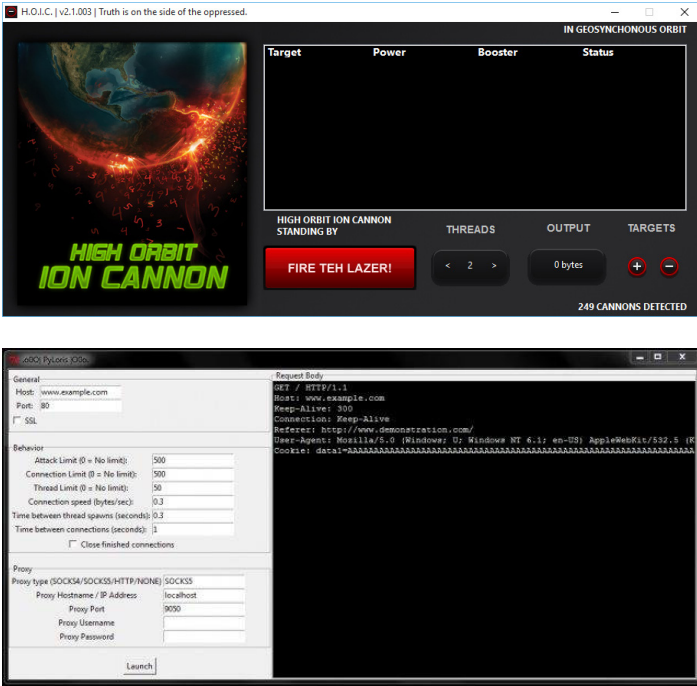 H.O.I.C. | v2.1.003 | Truth is on the side of the oppressed.
IN GEOSYNCHONOUS ORBIT
Target Power Booster Status
HIGH ORBIT
ION CANNON
HIGH ORBIT ION CANNON
STANDING BY
THREADS OUTPUT TARGETS
FIRE TEH LAZER!
< 2 >
0 bytes
+ −
249 CANNONS DETECTED
PyLoris
General
Host: www.example.com
Port: 80
SSL
Behavior
Attack Limit (0 = No limit): 500
Connection Limit (0 = No limit): 500
Thread Limit (0 = No limit): 50
Connection speed (bytes/sec): 0.3
Time between thread spawns (seconds): 0.3
Time between connections (seconds): 1
Close finished connections
Proxy
Proxy type (SOCKS4/SOCKS5/HTTP/NONE) SOCKS5
Proxy Hostname / IP Address localhost
Proxy Port 9050
Proxy Username
Proxy Password
Launch
Request Body
GET / HTTP/1.1
Host: www.example.com
Keep-Alive: 300
Connection: Keep-Alive
Referer: http://www.demonstration.com/
User-Agent: Mozilla/5.0 (Windows; U; Windows NT 6.1; en-US) AppleWebKit/532.5 (K
Cookie: data1=